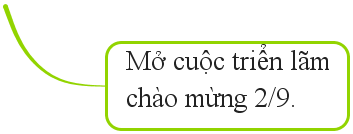 Mở cuộc triển lãm
chào mừng 2/9.